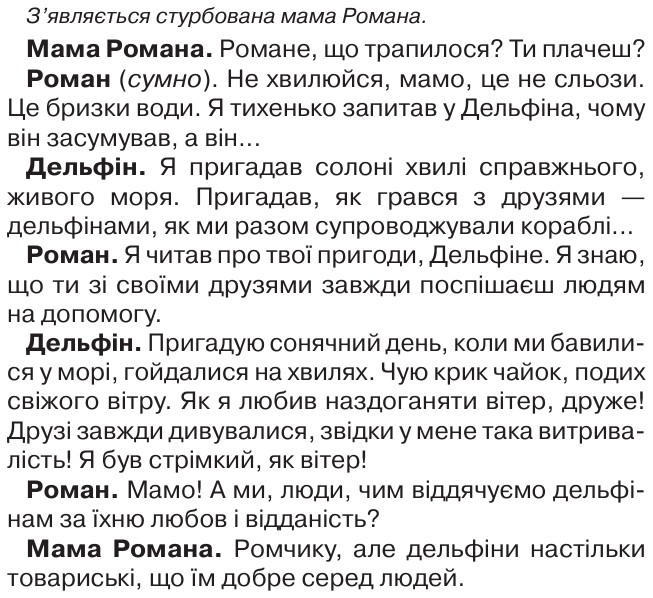 З’являється стурбована мама Романа.
Мама Романа. Романе, що трапилося? Ти плачеш?
Роман (сумно). Не хвилюйся, мамо, це не сльози.
Це бризки води. Я тихенько запитав у Дельфіна, чому
він засумував, а він...
Дельфін. Я пригадав солоні хвилі справжнього,
живого моря. Пригадав, як грався з друзями —
дельфінами, як ми разом супроводжували кораблі...
Роман. Я читав про твої пригоди, Дельфіне. Я знаю,
що ти зі своїми друзями завжди поспішаєш людям
на допомогу.
Дельфін. Пригадую сонячний день, коли ми бавили-
ся у морі, гойдалися на хвилях. Чую крик чайок, подих
свіжого вітру. Як я любив наздоганяти вітер, друже!
Друзі завжди дивувалися, звідки у мене така витрива-
лість! Я був стрімкий, як вітер!
Роман. Мамо! А ми, люди, чим віддячуємо дельфі-
нам за їхню любов і відданість?
Мама Романа. Ромчику, але дельфіни настільки
товариські, що їм добре серед людей.